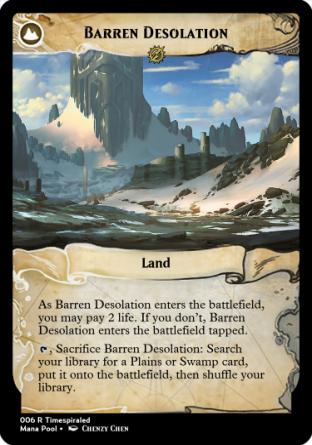 Barren Desolation
Land
As Barren Desolation enters the battlefield,
you may pay 2 life. If you don't, Barren
Desolation enters the battlefield tapped.
, Sacrifice Barren Desolation: Search
your library for a Plains or Swamp card,
put it onto the battlefield, then shuffle your
library.
006 R Timespiraled
Mana Pool • Chenzy Chen